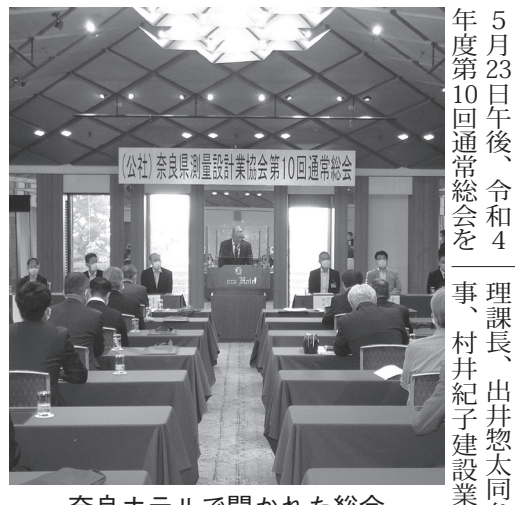 5月23日午後、令和4
年度第10回通常総会を
理課長、出井惣太同
事、村井紀子建設業
(公社)奈良県測量設計業協会第10回通常総会
Nara Hotel
奈良ホテルで開かれた総会